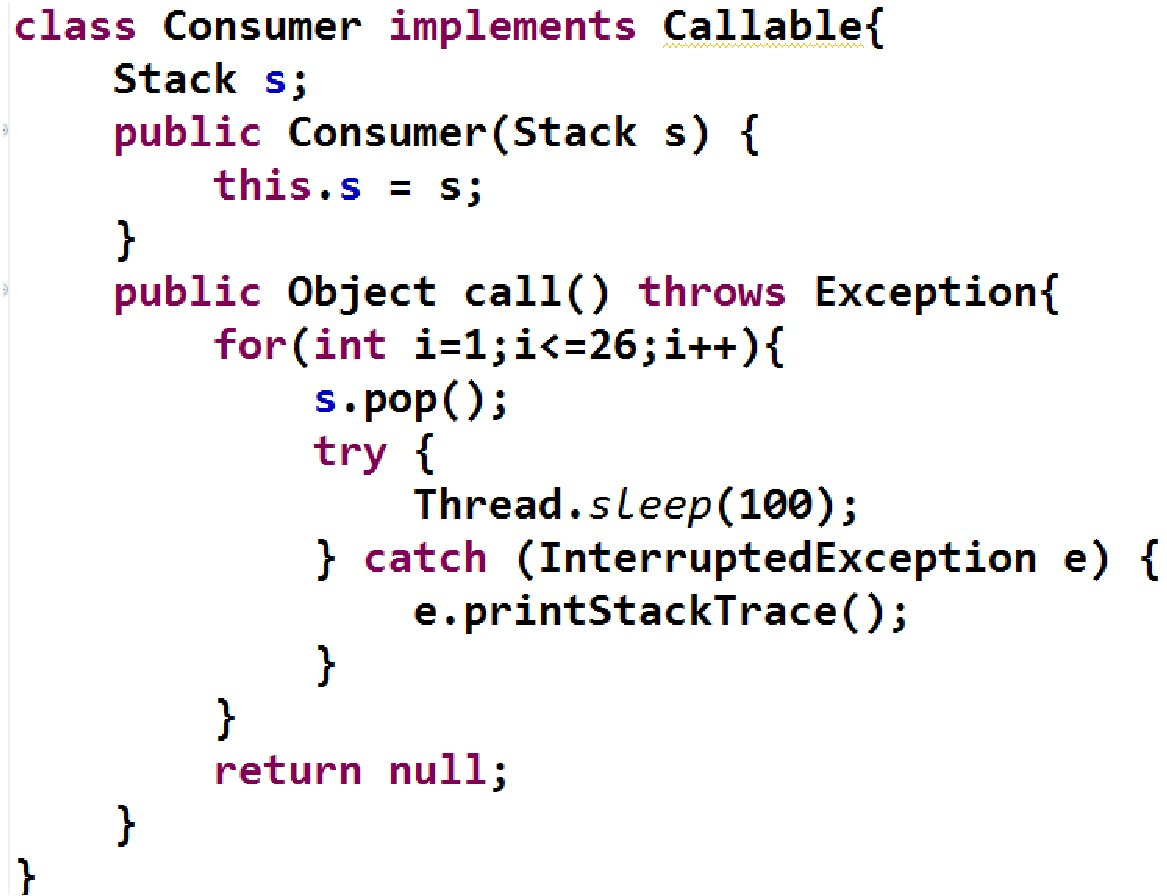 class Consumer implements Callable{
    Stack s;
    public Consumer(Stack s) {
        this.s = s;
    }
    public Object call() throws Exception{
        for(int i=1;i<=26;i++){
            s.pop();
            try {
                Thread.sleep(100);
            } catch (InterruptedException e) {
                e.printStackTrace();
            }
        }
        return null;
    }
}